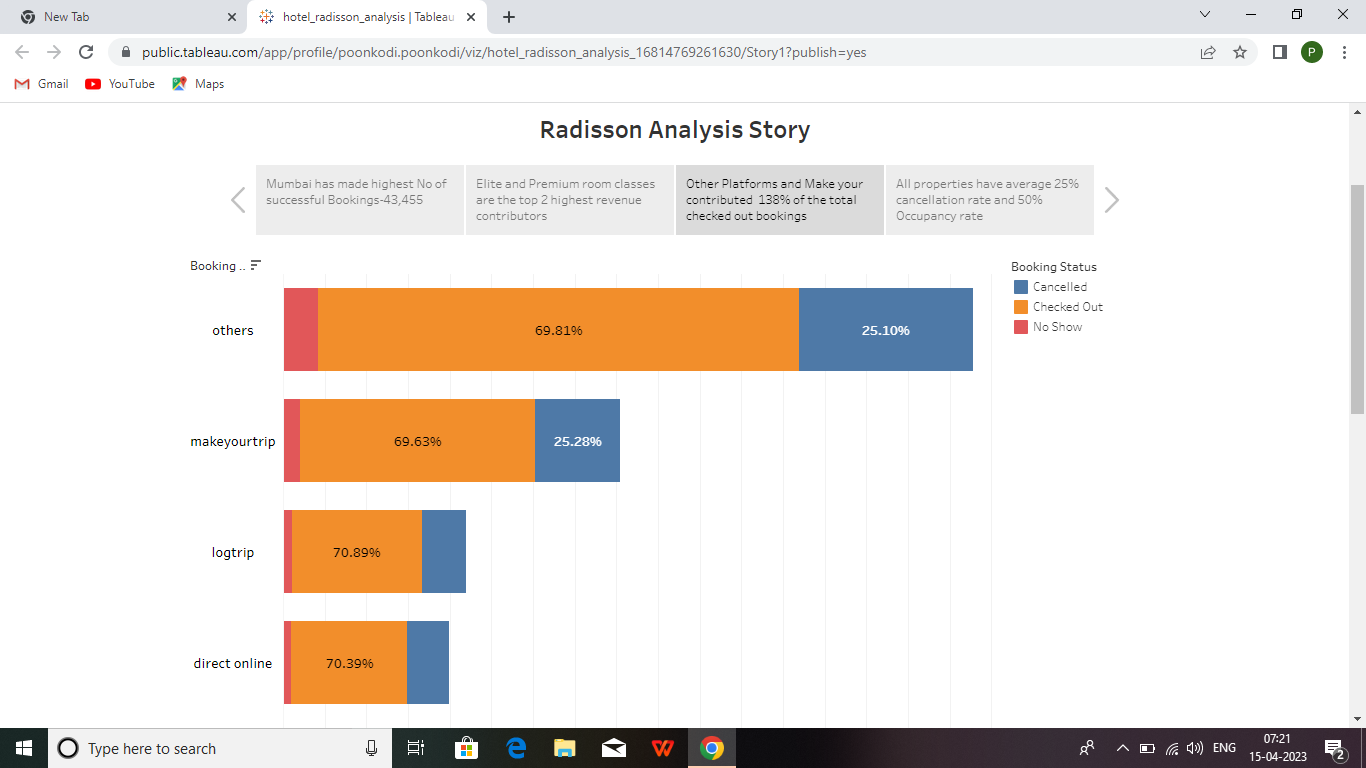 New Tab
hotel_radisson_analysis | Tableau
public.tableau.com/app/profile/poonkodi.poonkodi/viz/hotel_radisson_analysis_16814769261630/Story1?publish=yes
P
Gmail YouTube Maps
Radisson Analysis Story
Mumbai has made highest No of
successful Bookings-43,455
Elite and Premium room classes
are the top 2 highest revenue
contributors
Other Platforms and Make your
contributed 138% of the total
checked out bookings
All properties have average 25%
cancellation rate and 50%
Occupancy rate
Booking ..
Booking Status
Cancelled
Checked Out
No Show
others 69.81% 25.10%
makeyourtrip 69.63% 25.28%
logtrip 70.89%
direct online 70.39%
Type here to search
ENG
07:21
15-04-2023
2